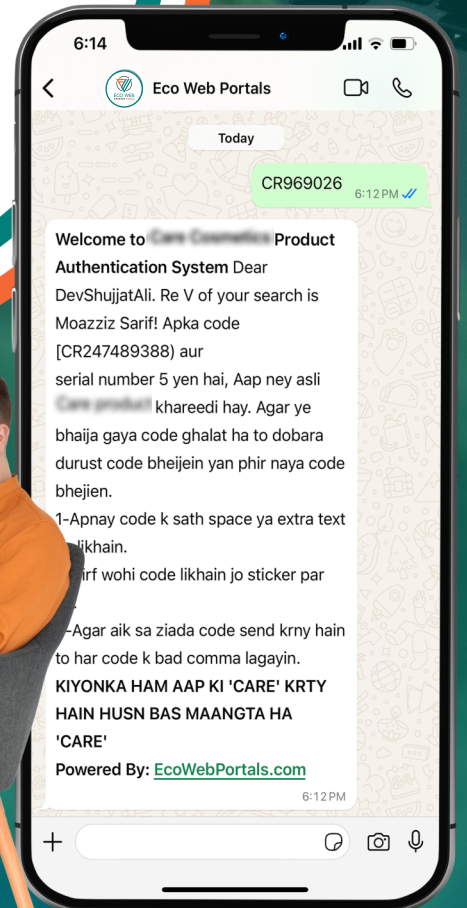 6:14
ECO WEB
Eco Web Portals
Today
CR969026
6:12 PM
Welcome to Product
Authentication System Dear
DevShujjatAli. Re V of your search is
Moazziz Sarif! Apka code
[CR247489388) aur
serial number 5 yen hai, Aap ney asli
khareedi hay. Agar ye
bhaija gaya code ghalat ha to dobara
durust code bheijein yan phir naya code
bhejien.
1-Apnay code k sath space ya extra text
likhain.
irf wohi code likhain jo sticker par
-Agar aik sa ziada code send krny hain
to har code k bad comma lagayin.
KIYONKA HAM AAP KI 'CARE' KRTY
HAIN HUSN BAS MAANGTA HA
'CARE'
Powered By: EcoWebPortals.com
6:12 PM